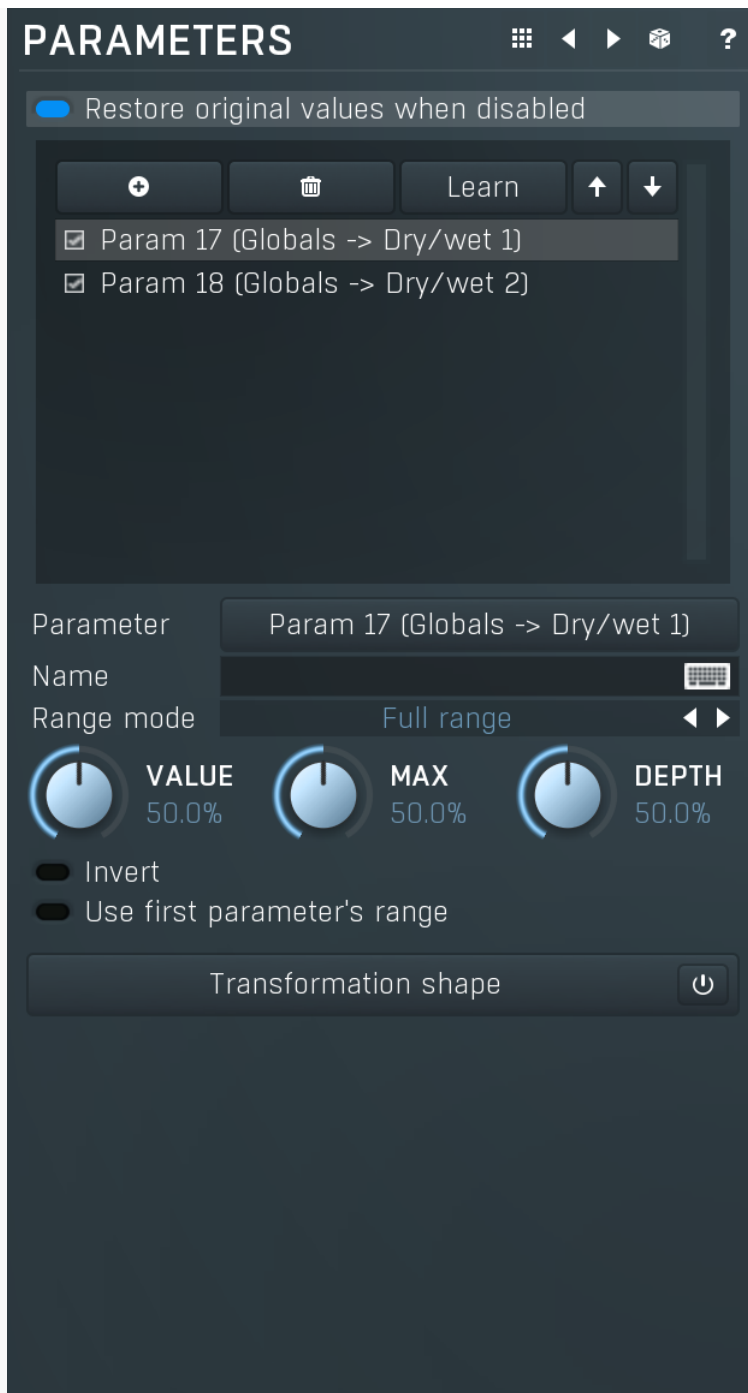 PARAMETERS ?
Restore original values when disabled
Learn
Param 17 (Globals -> Dry/wet 1)
Param 18 (Globals -> Dry/wet 2)
Parameter Param 17 (Globals -> Dry/wet 1)
Name
Range mode Full range
VALUE MAX DEPTH
50.0% 50.0% 50.0%
Invert
Use first parameter's range
Transformation shape